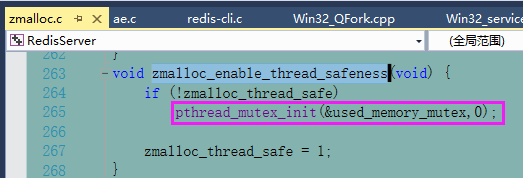 zmalloc.c ae.c redis-cli.c Win32_QFork.cpp Win32_servi
RedisServer (全局范围)
262 }
263 void zmalloc_enable_thread_safeness(void) {
264 if (!zmalloc_thread_safe)
265 pthread_mutex_init(&used_memory_mutex,0);
266
267 zmalloc_thread_safe = 1;
268 }